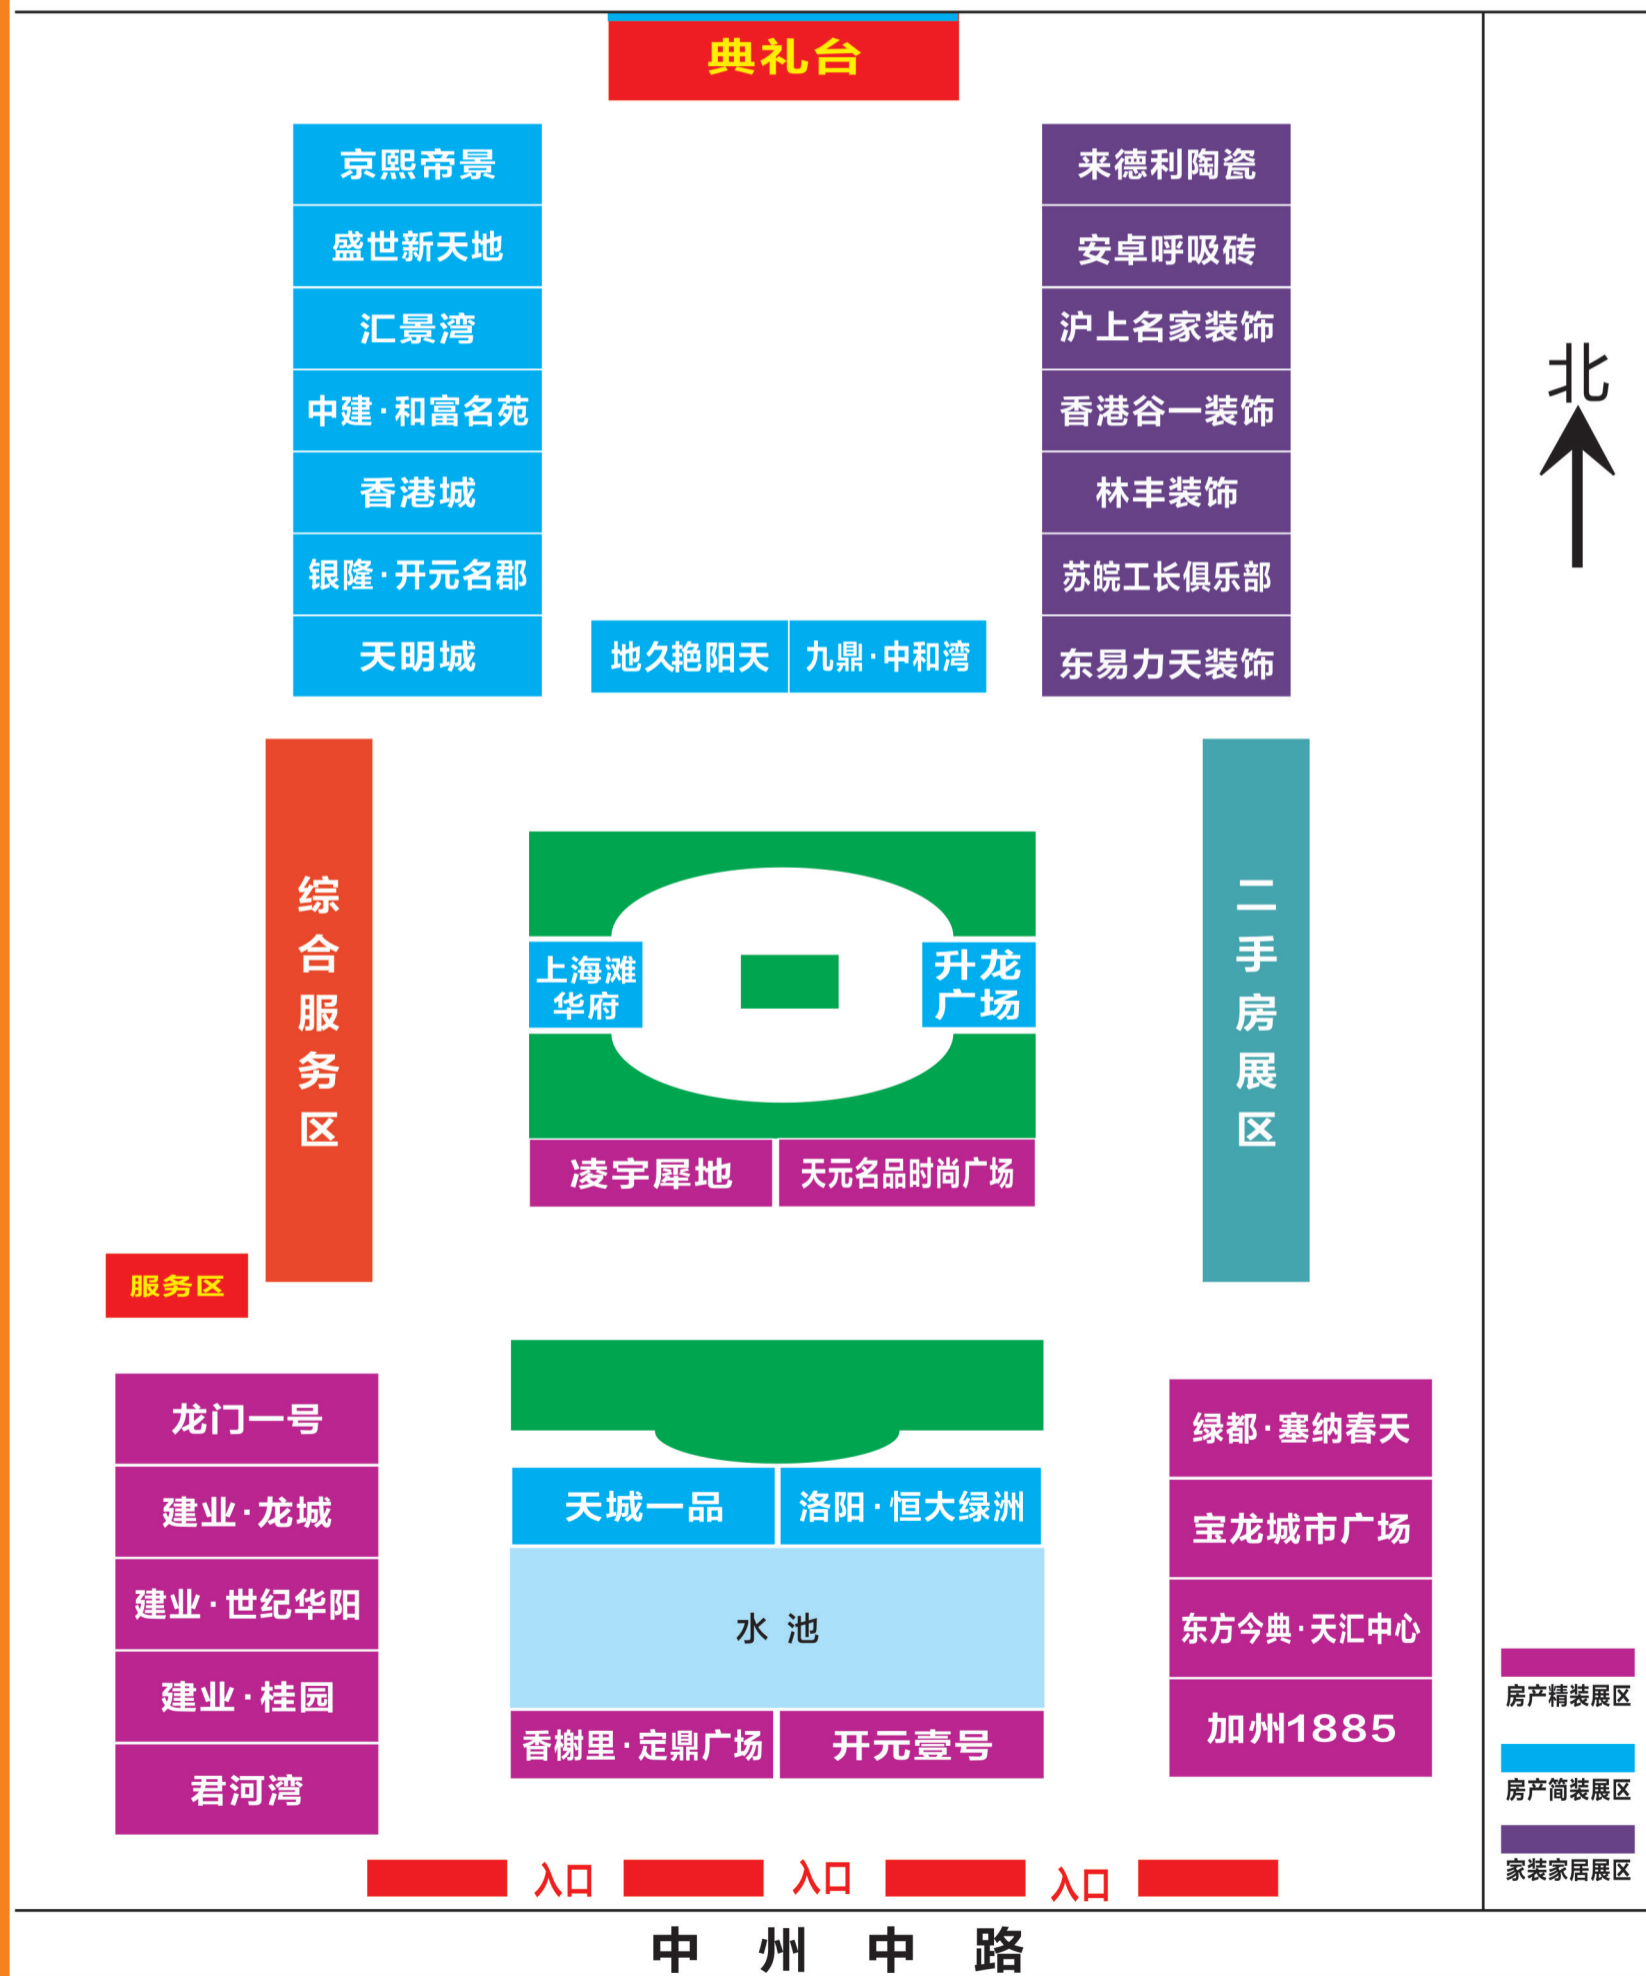 典礼台
京熙帝景
盛世新天地
汇景湾
中建·和富名苑
香港城
银隆·开元名郡
天明城
地久艳阳天
九鼎·中和湾
来德利陶瓷
安卓呼吸砖
沪上名家装饰
香港谷一装饰
林丰装饰
苏皖工长俱乐部
东易力天装饰
北
综合服务区
上海滩
华府
升龙
广场
二手房展区
凌宇犀地
天元名品时尚广场
服务区
龙门一号
建业·龙城
建业·世纪华阳
建业·桂园
君河湾
天城一品
洛阳·恒大绿洲
水池
香榭里·定鼎广场
开元壹号
绿都·塞纳春天
宝龙城市广场
东方今典·天汇中心
加州1885
房产精装展区
房产简装展区
家装家居展区
入口
入口
入口
中州中路